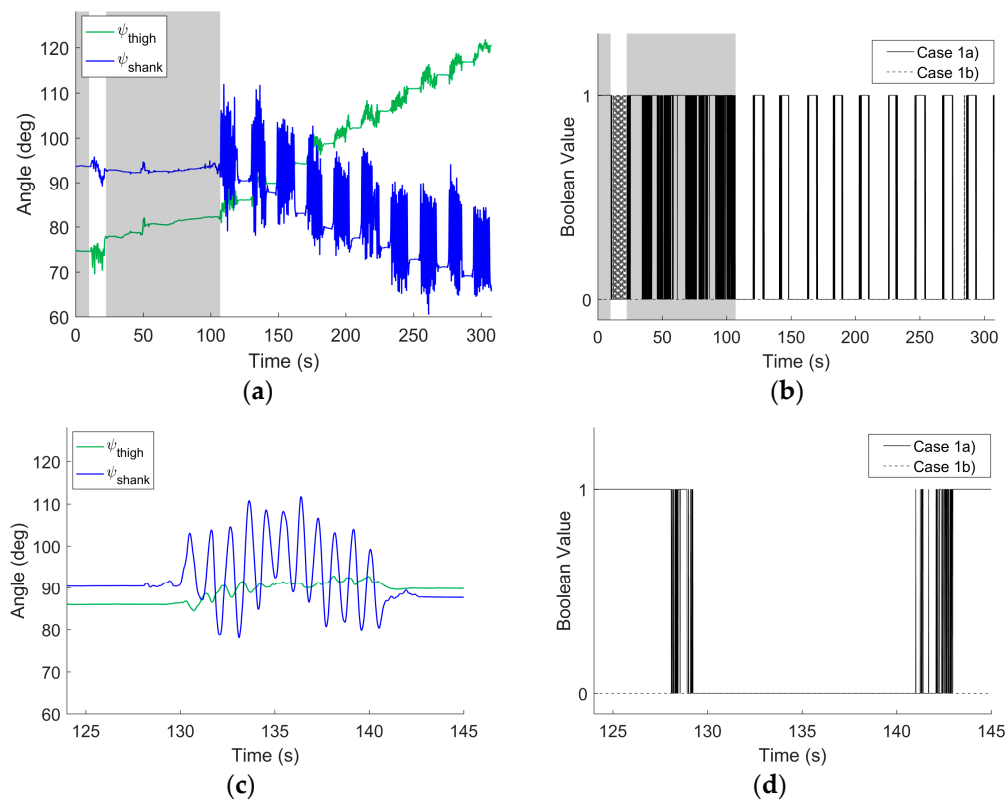 ψthigh
ψshank
Angle (deg)
120
110
100
90
80
70
60
0 50 100 150 200 250 300
Time (s)
(a)
Case 1a)
Case 1b)
Boolean Value
1
0
0 50 100 150 200 250 300
Time (s)
(b)
ψthigh
ψshank
Angle (deg)
120
110
100
90
80
70
60
125 130 135 140 145
Time (s)
(c)
Case 1a)
Case 1b)
Boolean Value
1
0
125 130 135 140 145
Time (s)
(d)